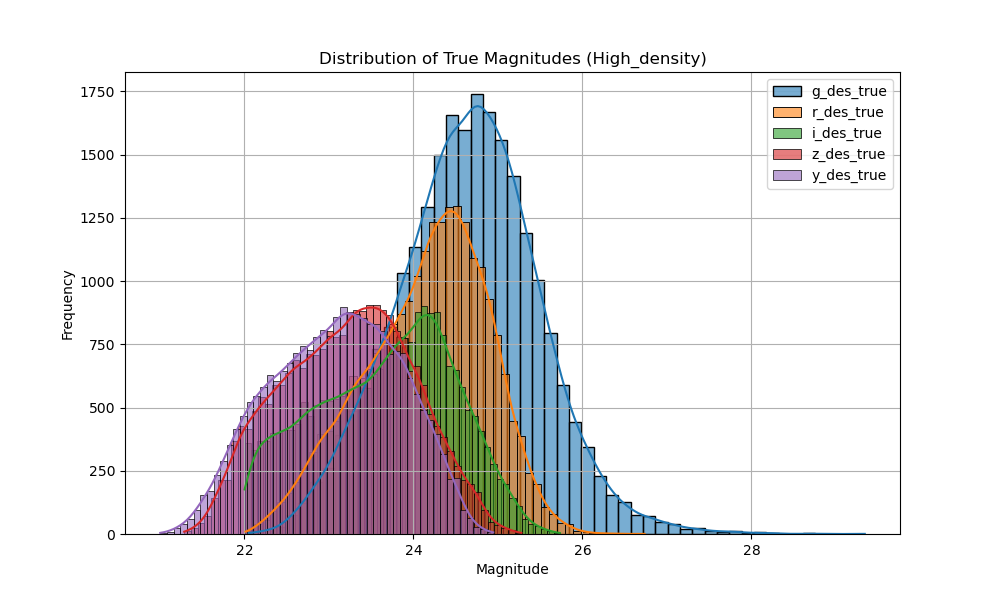 Distribution of True Magnitudes (High_density)
g_des_true
r_des_true
i_des_true
z_des_true
y_des_true
Frequency
1750
1500
1250
1000
750
500
250
0
22 24 26 28
Magnitude